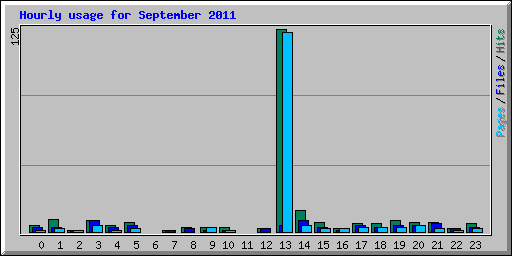 Hourly usage for September 2011
125
Pages/Files/Hits
0 1 2 3 4 5 6 7 8 9 10 11 12 13 14 15 16 17 18 19 20 21 22 23